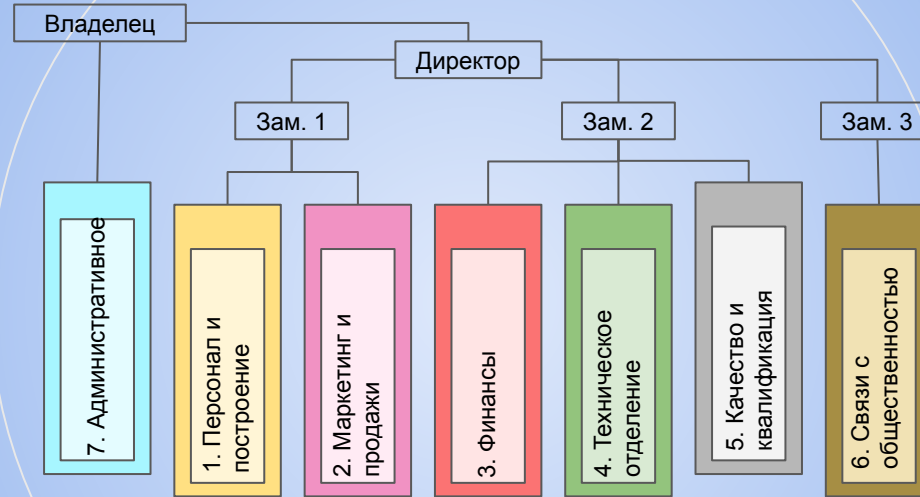 Владелец
Директор
Зам. 1
Зам. 2
Зам. 3
7. Административное
1. Персонал и
построение
2. Маркетинг и
продажи
3. Финансы
4. Техническое
отделение
5. Качество и
квалификация
6. Связи с
общественностью